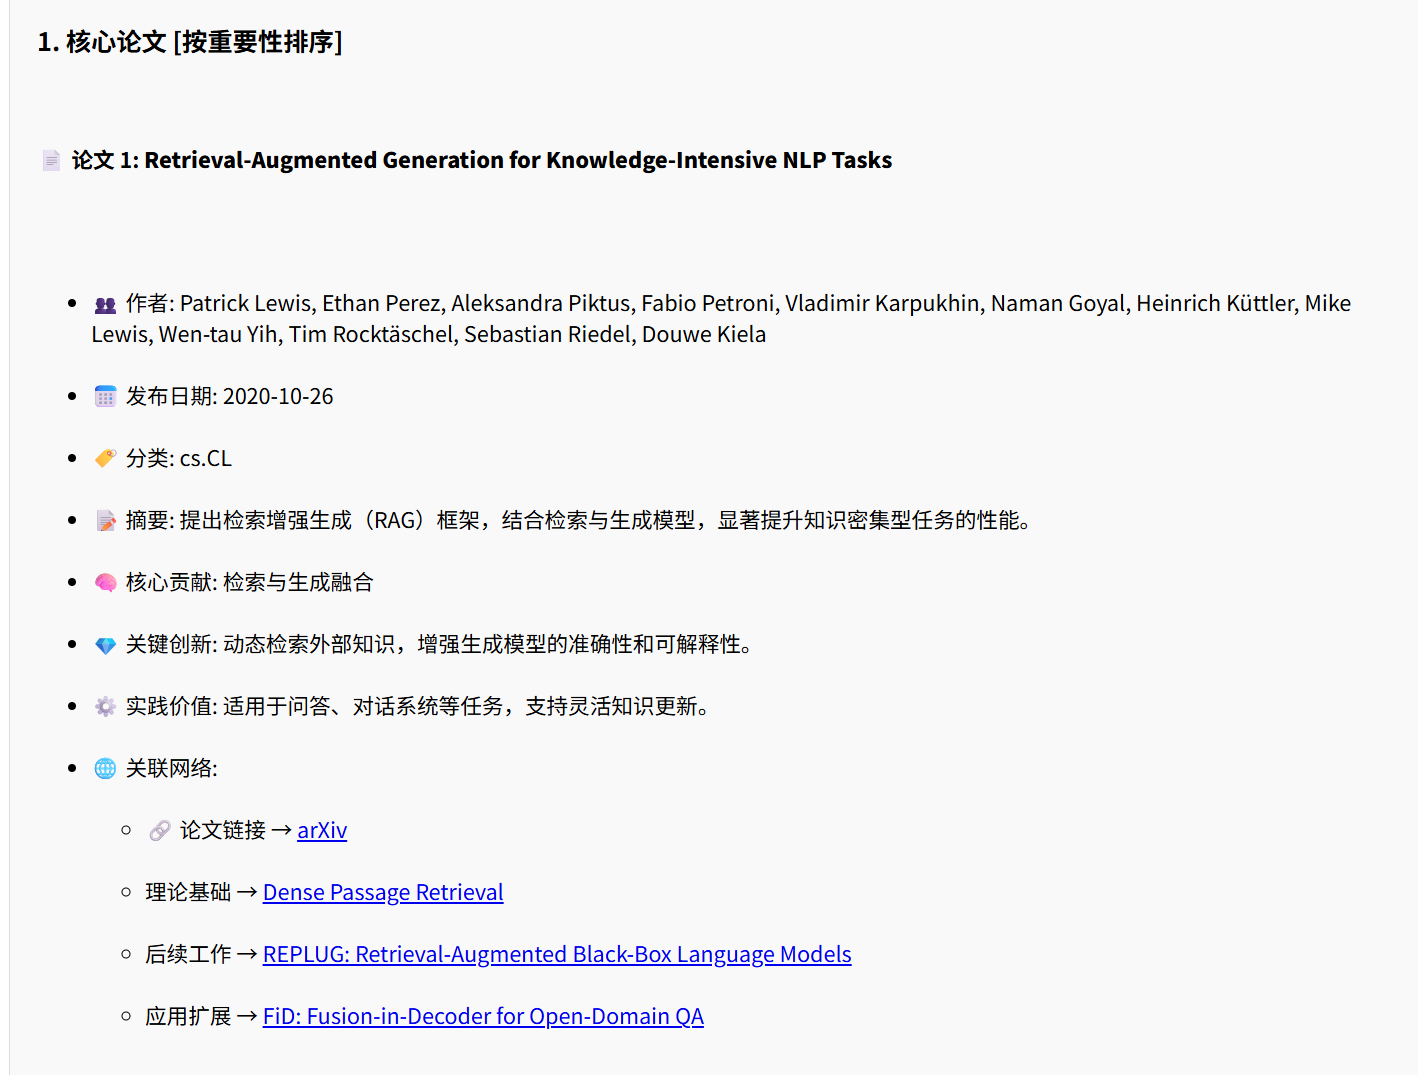 1. 核心论文 [按重要性排序]
论文 1: Retrieval-Augmented Generation for Knowledge-Intensive NLP Tasks
作者: Patrick Lewis, Ethan Perez, Aleksandra Piktus, Fabio Petroni, Vladimir Karpukhin, Naman Goyal, Heinrich Küttler, Mike
Lewis, Wen-tau Yih, Tim Rocktäschel, Sebastian Riedel, Douwe Kiela
发布日期: 2020-10-26
分类: cs.CL
摘要: 提出检索增强生成（RAG）框架，结合检索与生成模型，显著提升知识密集型任务的性能。
核心贡献: 检索与生成融合
关键创新: 动态检索外部知识，增强生成模型的准确性和可解释性。
实践价值: 适用于问答、对话系统等任务，支持灵活知识更新。
关联网络:
论文链接 → arXiv
理论基础 → Dense Passage Retrieval
后续工作 → REPLUG: Retrieval-Augmented Black-Box Language Models
应用扩展 → FiD: Fusion-in-Decoder for Open-Domain QA